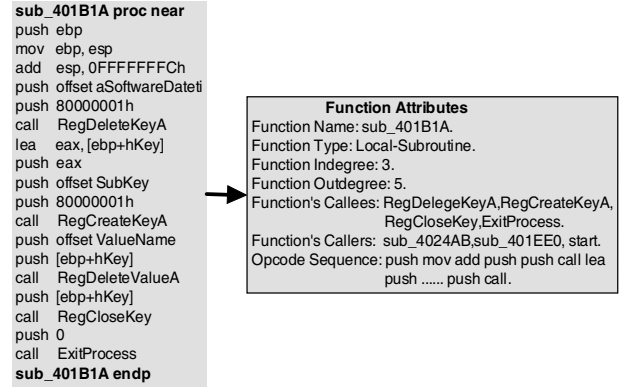 sub_401B1A proc near
push ebp
mov ebp, esp
add esp, 0FFFFFFFCh
push offset aSoftwareDateti
push 80000001h
call RegDeleteKeyA
lea eax, [ebp+hKey]
push eax
push offset SubKey
push 80000001h
call RegCreateKeyA
push offset ValueName
push [ebp+hKey]
call RegDeleteValueA
push [ebp+hKey]
call RegCloseKey
push 0
call ExitProcess
sub_401B1A endp
Function Attributes
Function Name: sub_401B1A.
Function Type: Local-Subroutine.
Function Indegree: 3.
Function Outdegree: 5.
Function's Callees: RegDelegeKeyA,RegCreateKeyA,
RegCloseKey,ExitProcess.
Function's Callers: sub_4024AB,sub_401EE0, start.
Opcode Sequence: push mov add push push call lea
push ...... push call.